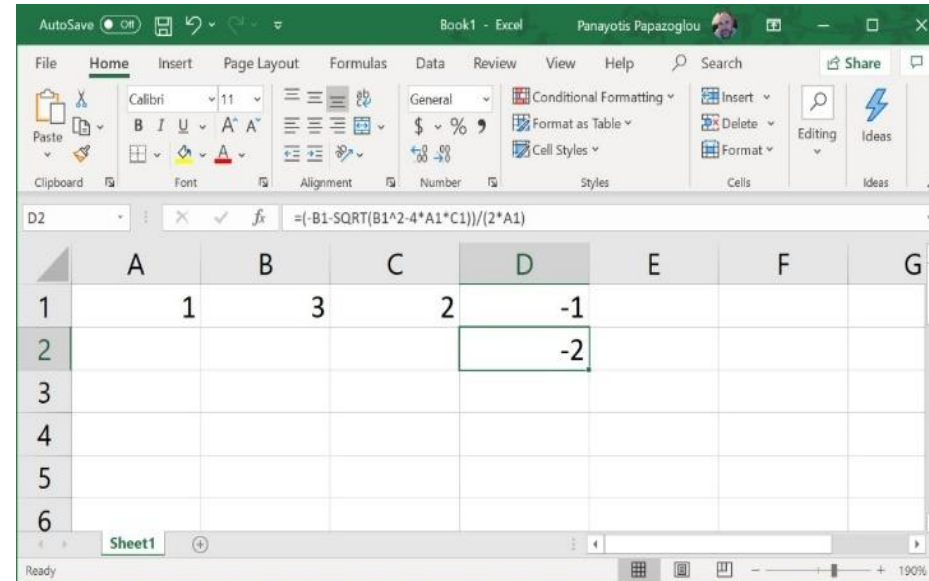 AutoSave Off Book1 - Excel Panayotis Papazoglou
File Home Insert Page Layout Formulas Data Review View Help Search Share
Calibri 11 A^ A˅ ab General Conditional Formatting Insert
Paste B I U A $ % , Format as Table Delete Editing Ideas
Cell Styles Format
Clipboard Font Alignment Number Styles Cells Ideas
D2 fx =(-B1-SQRT(B1^2-4*A1*C1))/(2*A1)
A B C D E F G
1 1 3 2 -1
2 -2
3
4
5
6
Sheet1
Ready 190%